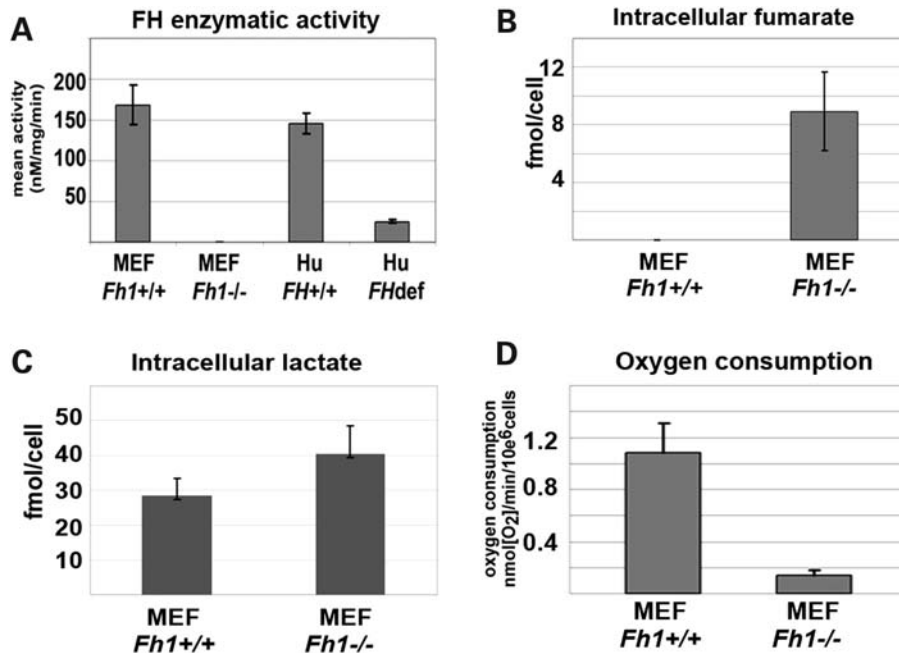 A
FH enzymatic activity
mean activity
(nM/mg/min)
200
150
100
50
MEF
Fh1+/+
MEF
Fh1-/-
Hu
FH+/+
Hu
FHdef
B
Intracellular fumarate
fmol/cell
12
8
4
MEF
Fh1+/+
MEF
Fh1-/-
C
Intracellular lactate
fmol/cell
50
40
30
20
10
MEF
Fh1+/+
MEF
Fh1-/-
D
Oxygen consumption
oxygen consumption
nmol[O₂]/min/10e⁶cells
1.2
0.8
0.4
MEF
Fh1+/+
MEF
Fh1-/-